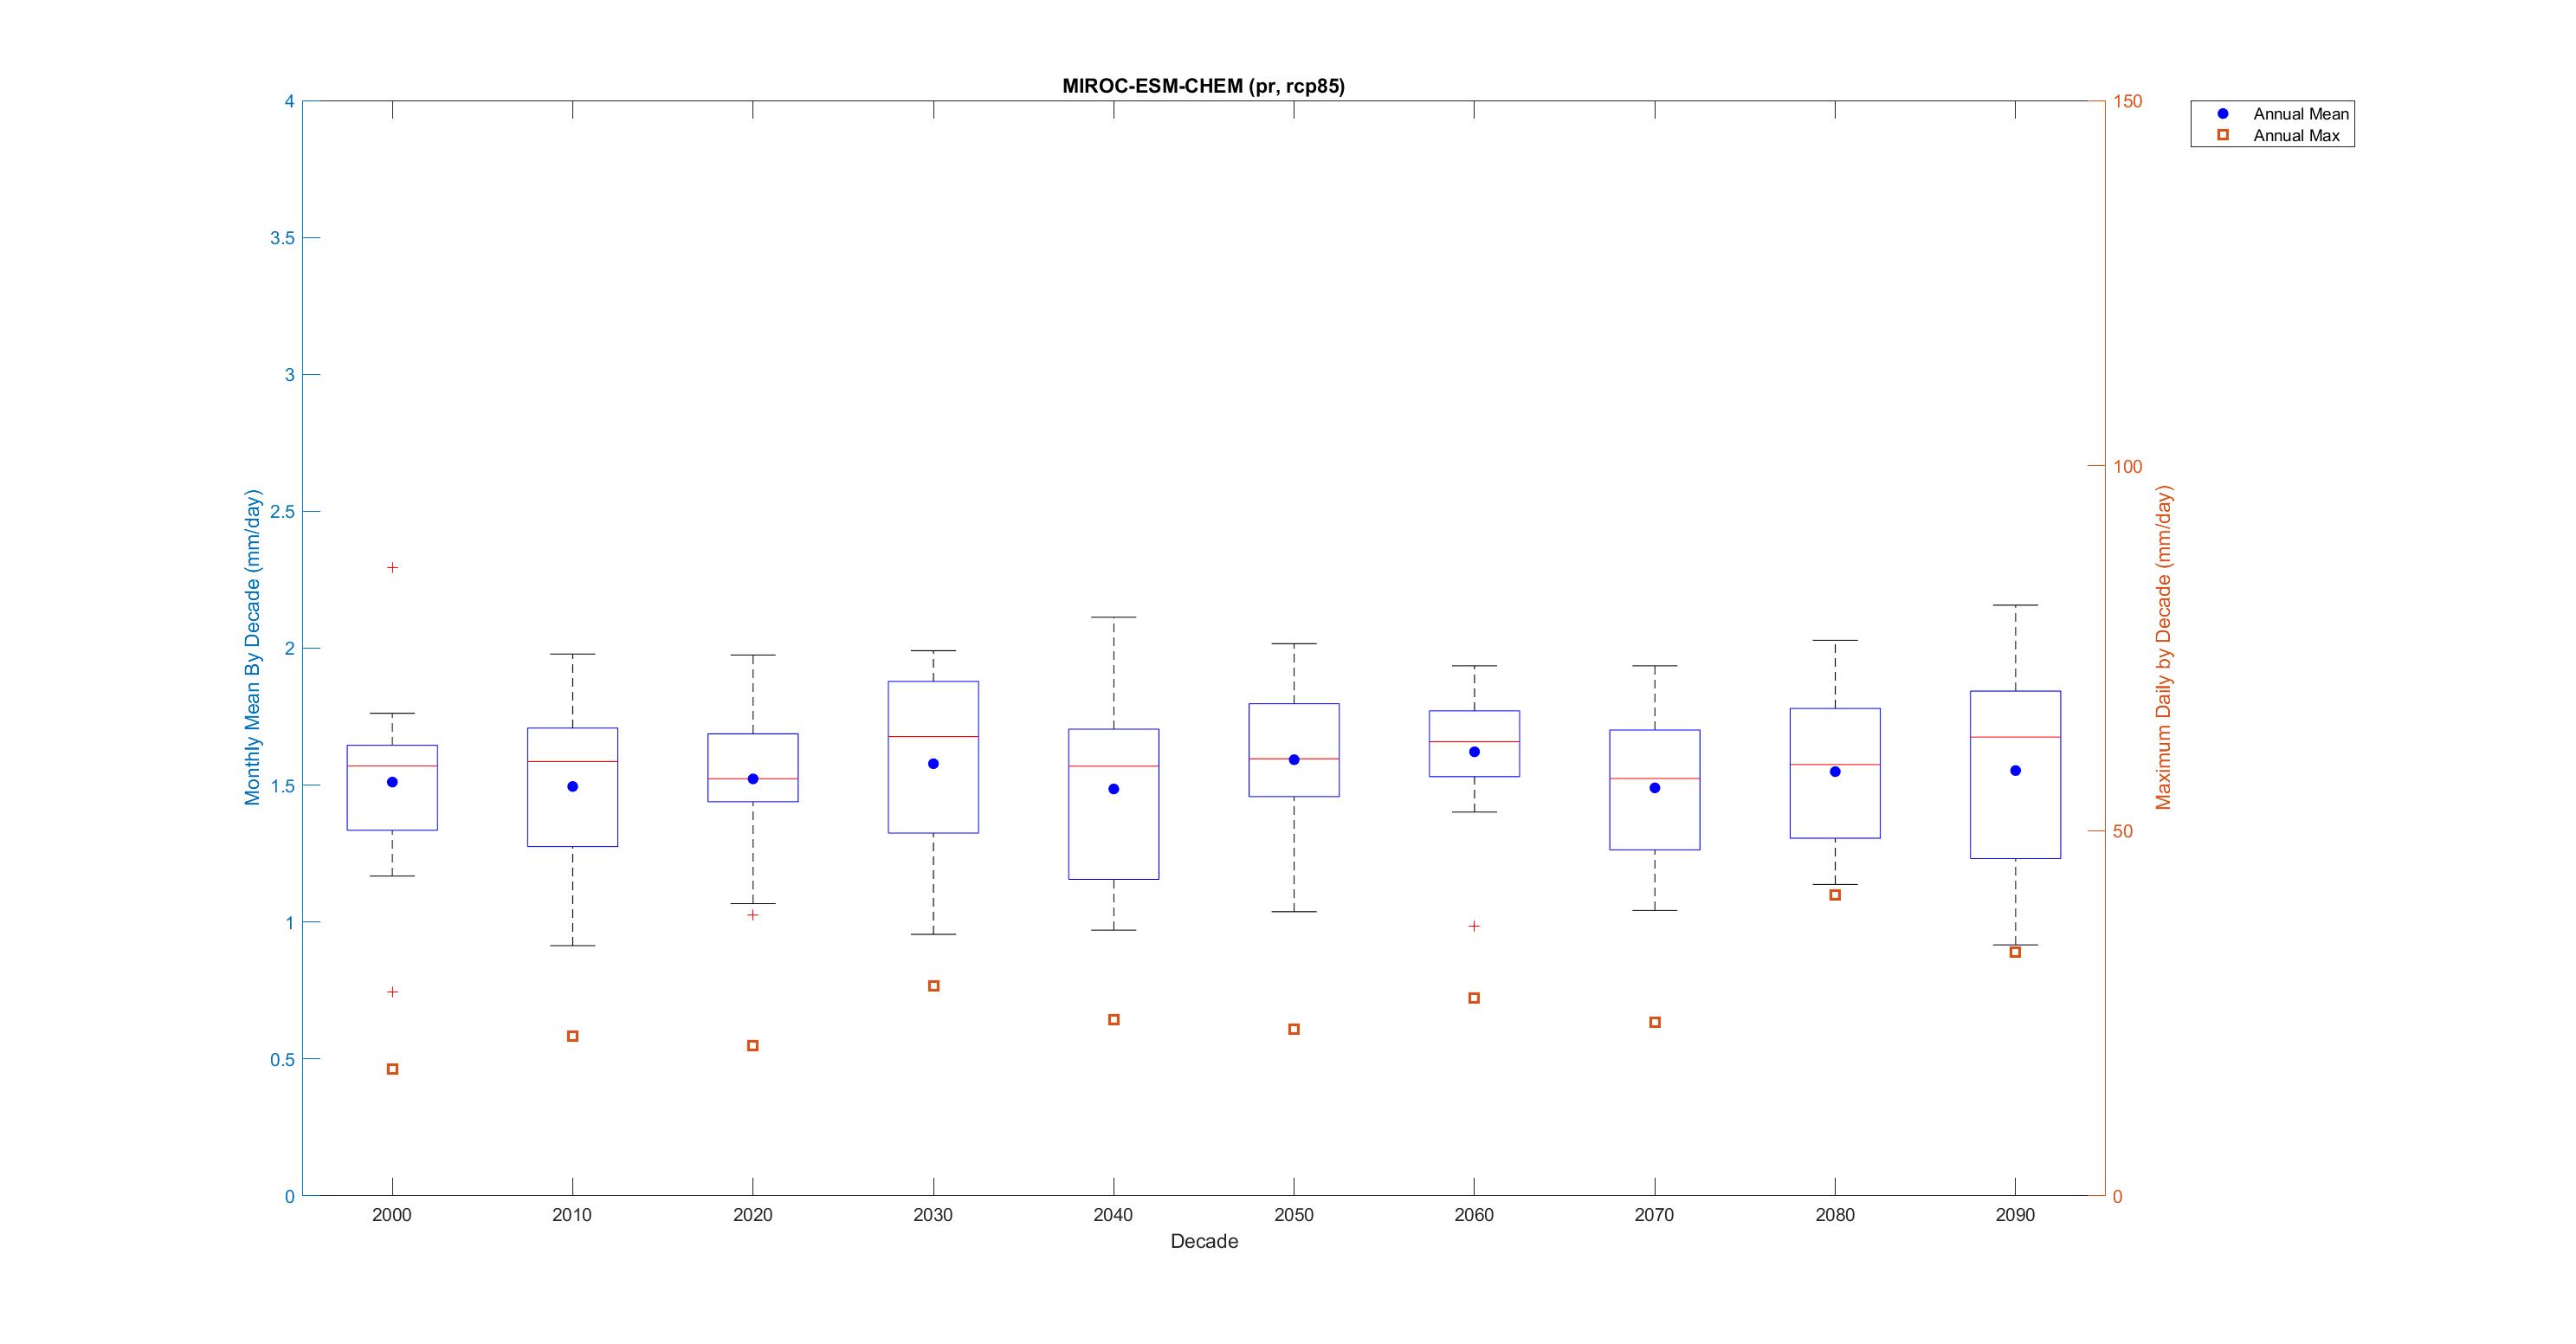 MIROC-ESM-CHEM (pr, rcp85)
4
3.5
3
2.5
2
1.5
1
0.5
0
Monthly Mean By Decade (mm/day)
150
100
50
0
Maximum Daily by Decade (mm/day)
Annual Mean
Annual Max
2000 2010 2020 2030 2040 2050 2060 2070 2080 2090
Decade